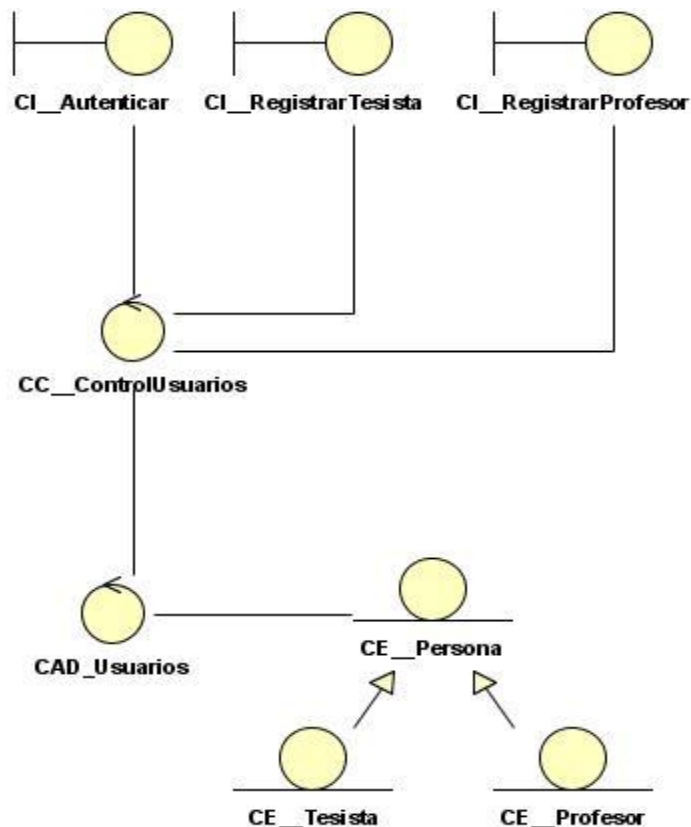 CI__Autenticar
CI__RegistrarTesista
CI__RegistrarProfesor
CC__ControlUsuarios
CAD_Usuarios
CE__Persona
CE__Tesista
CE__Profesor